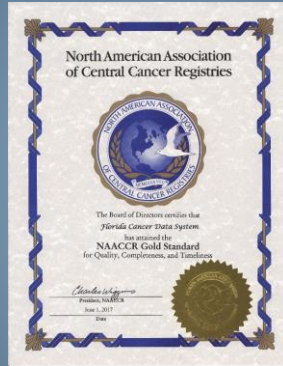 North American Association
of Central Cancer Registries
NORTH AMERICAN ASSOCIATION
OF CENTRAL CANCER REGISTRIES
The Board of Directors certifies that
Florida Cancer Data System
has attained the
NAACCR Gold Standard
for Quality, Completeness, and Timeliness
Charles Wiggins
President, NAACCR
June 1, 2017
Date